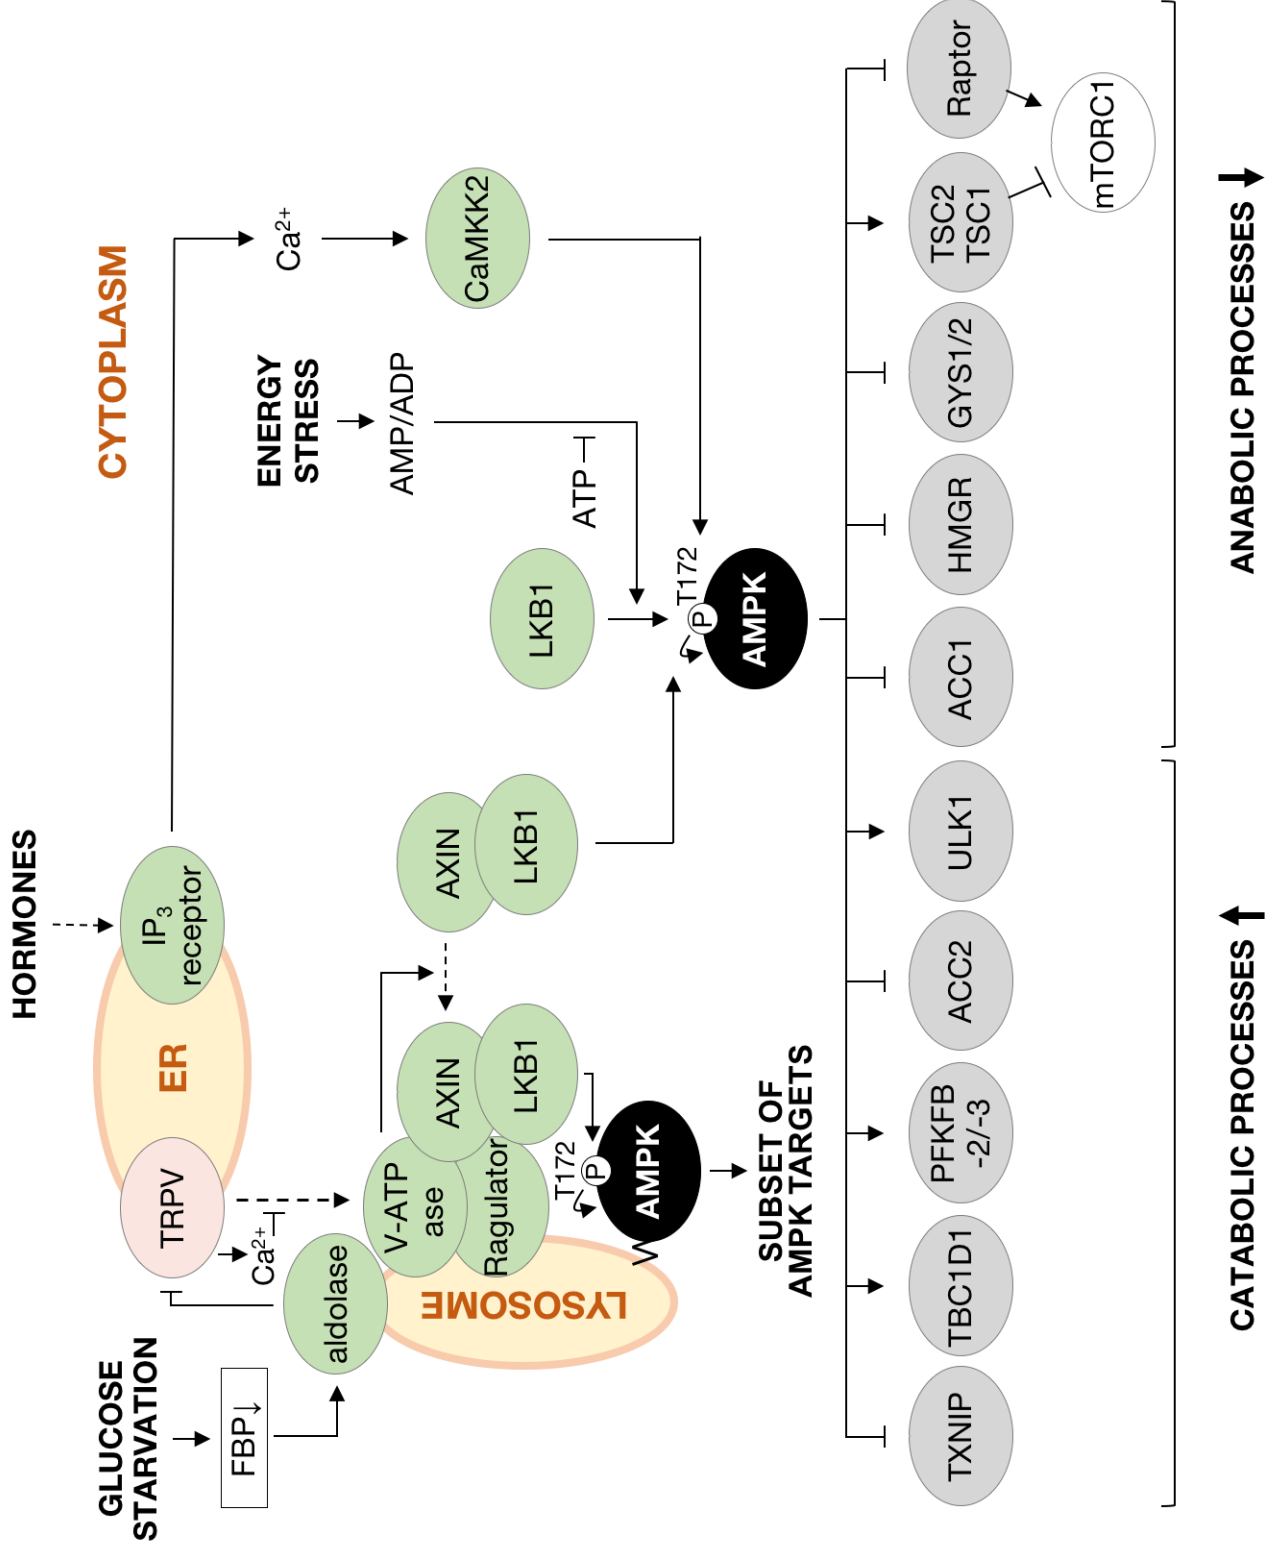 GLUCOSE
STARVATION
FBP↓
aldolase
HORMONES
TRPV
ER
IP3
receptor
Ca2+
CYTOPLASM
Ca2+
CaMKK2
ENERGY
STRESS
AMP/ADP
ATP
LKB1
AXIN
LKB1
V-ATP
ase
Ragulator
AXIN
LKB1
LYSOSOME
T172
P
AMPK
T172
P
AMPK
SUBSET OF
AMPK TARGETS
TXNIP
TBC1D1
PFKFB
-2/-3
ACC2
ULK1
ACC1
HMGR
GYS1/2
TSC2
TSC1
Raptor
mTORC1
CATABOLIC PROCESSES
ANABOLIC PROCESSES